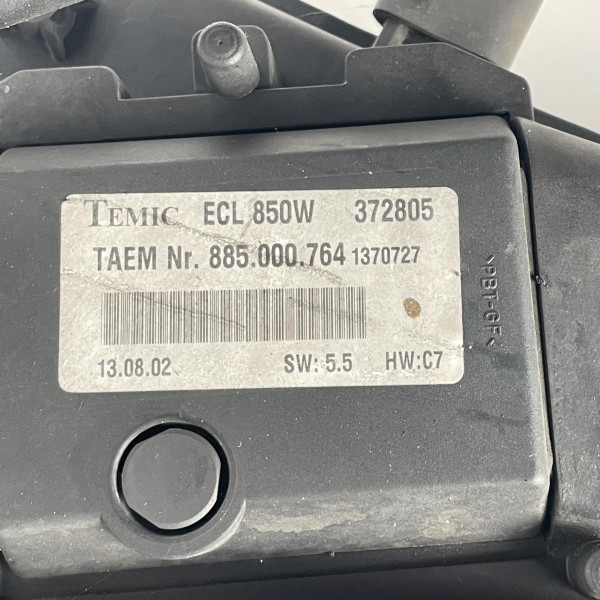 TEMIC ECL 850W 372805
TAEM Nr. 885.000.764 1370727
13.08.02 SW: 5.5 HW:C7
>PBT-GF<